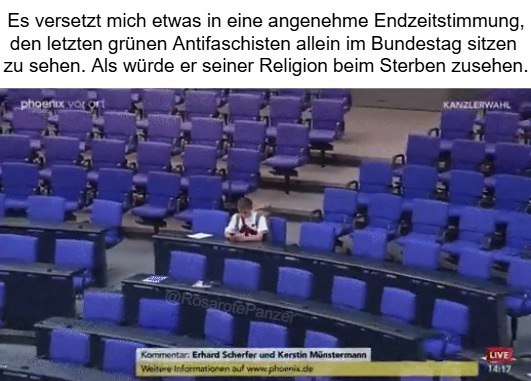 Es versetzt mich etwas in eine angenehme Endzeitstimmung,
den letzten grünen Antifaschisten allein im Bundestag sitzen
zu sehen. Als würde er seiner Religion beim Sterben zusehen.
phoenix vor ort
KANZLERWAHL
@RosarotePanzer
Kommentar: Erhard Scherfer und Kerstin Münstermann
Weitere Informationen auf www.phoenix.de
LIVE
14:17